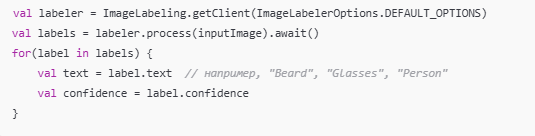 val labeler = ImageLabeling.getClient(ImageLabelerOptions.DEFAULT_OPTIONS)
val labels = labeler.process(inputImage).await()
for(label in labels) {
    val text = label.text  // например, "Beard", "Glasses", "Person"
    val confidence = label.confidence
}